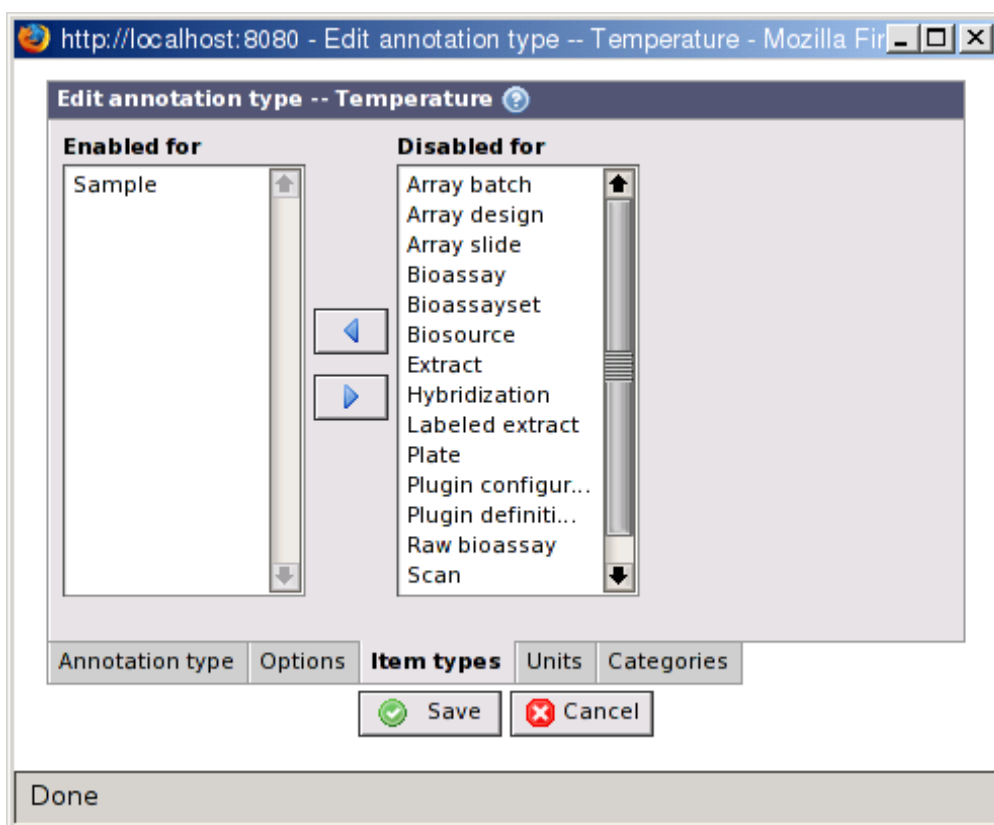 http://localhost:8080 - Edit annotation type -- Temperature - Mozilla Fir
Edit annotation type -- Temperature ?
Enabled for
Disabled for
Sample
Array batch
Array design
Array slide
Bioassay
Bioassayset
Biosource
Extract
Hybridization
Labeled extract
Plate
Plugin configur...
Plugin definiti...
Raw bioassay
Scan
Annotation type Options Item types Units Categories
Save Cancel
Done